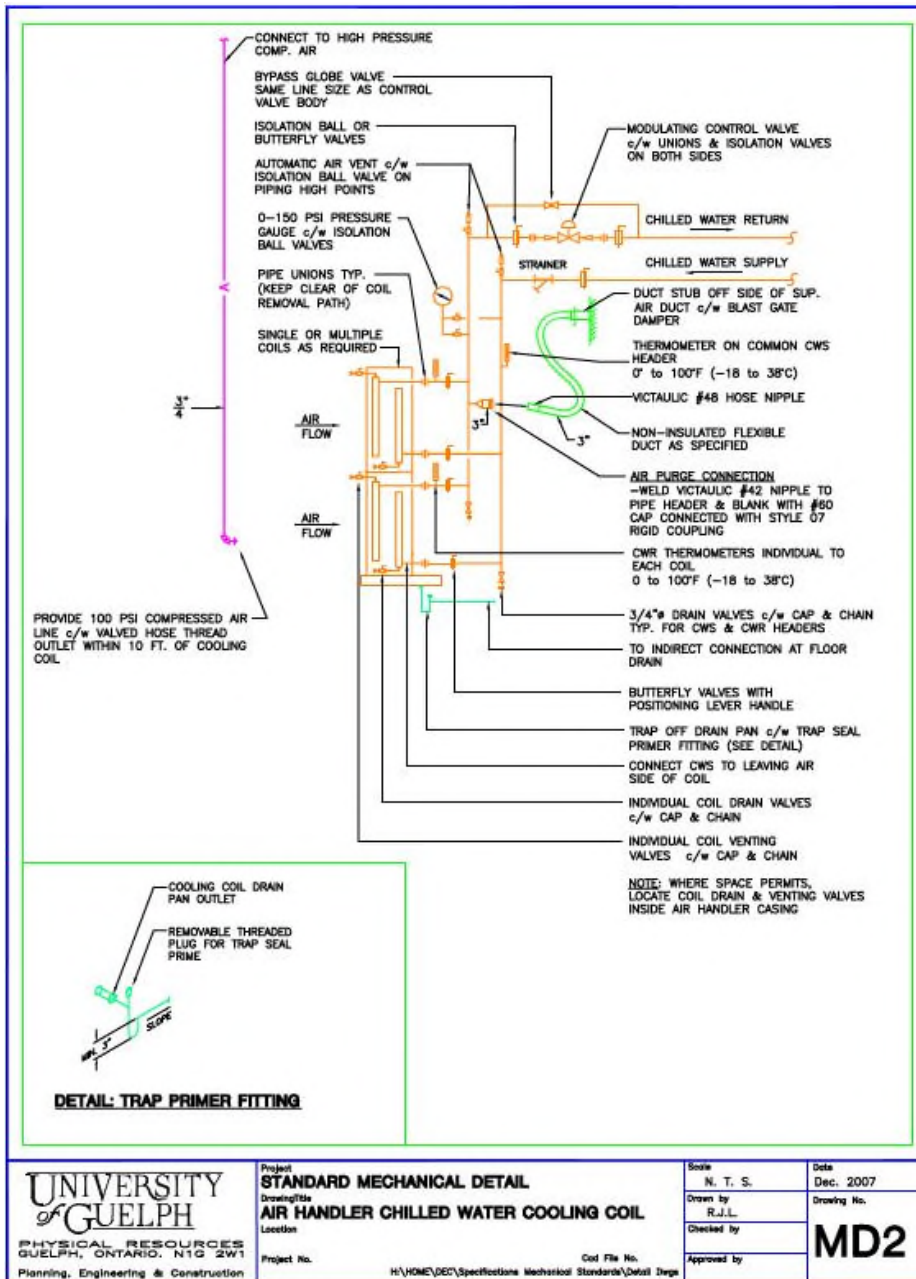 CONNECT TO HIGH PRESSURE
COMP. AIR
BYPASS GLOBE VALVE
SAME LINE SIZE AS CONTROL
VALVE BODY
ISOLATION BALL OR
BUTTERFLY VALVES
AUTOMATIC AIR VENT c/w
ISOLATION BALL VALVE ON
PIPING HIGH POINTS
0-150 PSI PRESSURE
GAUGE c/w ISOLATION
BALL VALVES
PIPE UNIONS TYP.
(KEEP CLEAR OF COIL
REMOVAL PATH)
SINGLE OR MULTIPLE
COILS AS REQUIRED
A
AIR
FLOW
AIR
FLOW
PROVIDE 100 PSI COMPRESSED AIR
LINE c/w VALVED HOSE THREAD
OUTLET WITHIN 10 FT. OF COOLING
COIL
MODULATING CONTROL VALVE
c/w UNIONS & ISOLATION VALVES
ON BOTH SIDES
CHILLED WATER RETURN
STRAINER
CHILLED WATER SUPPLY
DUCT STUB OFF SIDE OF SUP.
AIR DUCT c/w BLAST GATE
DAMPER
THERMOMETER ON COMMON CWS
HEADER
0° to 100°F (-18 to 38°C)
VICTAULIC #48 HOSE NIPPLE
3"
3"
NON-INSULATED FLEXIBLE
DUCT AS SPECIFIED
AIR PURGE CONNECTION
-WELD VICTAULIC #42 NIPPLE TO
PIPE HEADER & BLANK WITH #60
CAP CONNECTED WITH STYLE 07
RIGID COUPLING
CWR THERMOMETERS INDIVIDUAL TO
EACH COIL
0 to 100°F (-18 to 38°C)
3/4"ø DRAIN VALVES c/w CAP & CHAIN
TYP. FOR CWS & CWR HEADERS
TO INDIRECT CONNECTION AT FLOOR
DRAIN
BUTTERFLY VALVES WITH
POSITIONING LEVER HANDLE
TRAP OFF DRAIN PAN c/w TRAP SEAL
PRIMER FITTING (SEE DETAIL)
CONNECT CWS TO LEAVING AIR
SIDE OF COIL
INDIVIDUAL COIL DRAIN VALVES
c/w CAP & CHAIN
INDIVIDUAL COIL VENTING
VALVES c/w CAP & CHAIN
NOTE: WHERE SPACE PERMITS,
LOCATE COIL DRAIN & VENTING VALVES
INSIDE AIR HANDLER CASING
COOLING COIL DRAIN
PAN OUTLET
REMOVABLE THREADED
PLUG FOR TRAP SEAL
PRIME
MIN. 3"
SLOPE
DETAIL: TRAP PRIMER FITTING
UNIVERSITY
of GUELPH
PHYSICAL RESOURCES
GUELPH, ONTARIO. N1G 2W1
Planning, Engineering & Construction
Project
STANDARD MECHANICAL DETAIL
DrawingTitle
AIR HANDLER CHILLED WATER COOLING COIL
Location
Project No.
Cad File No.
H:\HOME\DEC\Specifications Mechanical Standards\Detail Dwgs
Scale
N. T. S.
Drawn by
R.J.L.
Checked by
Approved by
Date
Dec. 2007
Drawing No.
MD2